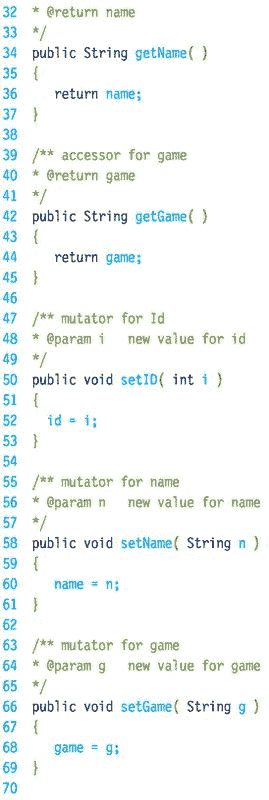 32 * @return name
33 */
34 public String getName( )
35 {
36    return name;
37 }
38
39 /** accessor for game
40 * @return game
41 */
42 public String getGame( )
43 {
44    return game;
45 }
46
47 /** mutator for Id
48 * @param i   new value for id
49 */
50 public void setID( int i )
51 {
52   id = i;
53 }
54
55 /** mutator for name
56 * @param n   new value for name
57 */
58 public void setName( String n )
59 {
60    name = n;
61 }
62
63 /** mutator for game
64 * @param g   new value for game
65 */
66 public void setGame( String g )
67 {
68    game = g;
69 }
70